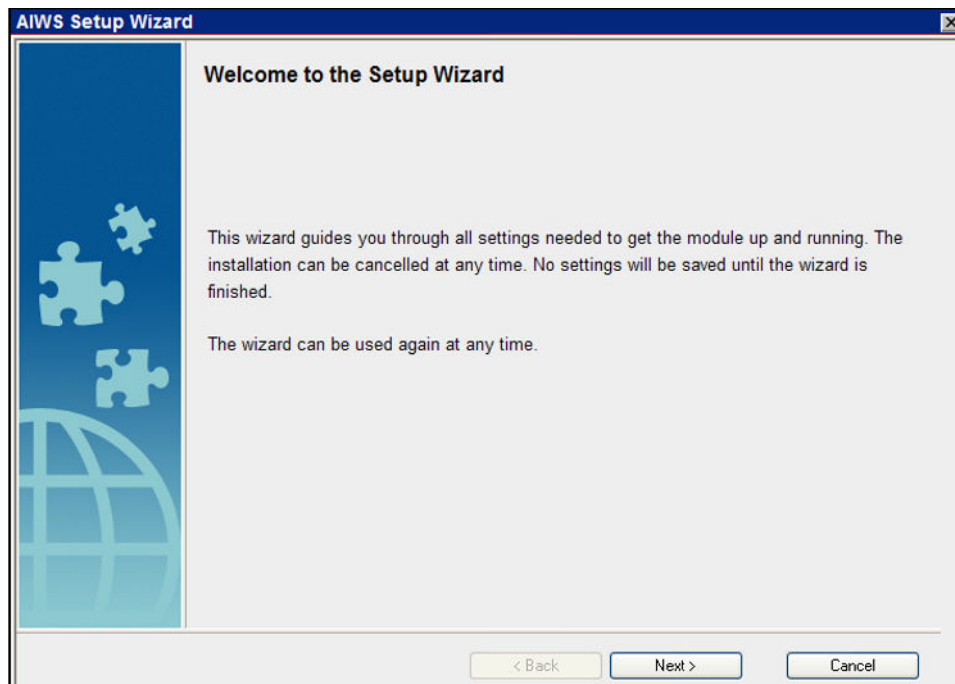 AIWS Setup Wizard
Welcome to the Setup Wizard
This wizard guides you through all settings needed to get the module up and running. The
installation can be cancelled at any time. No settings will be saved until the wizard is
finished.
The wizard can be used again at any time.
< Back
Next >
Cancel